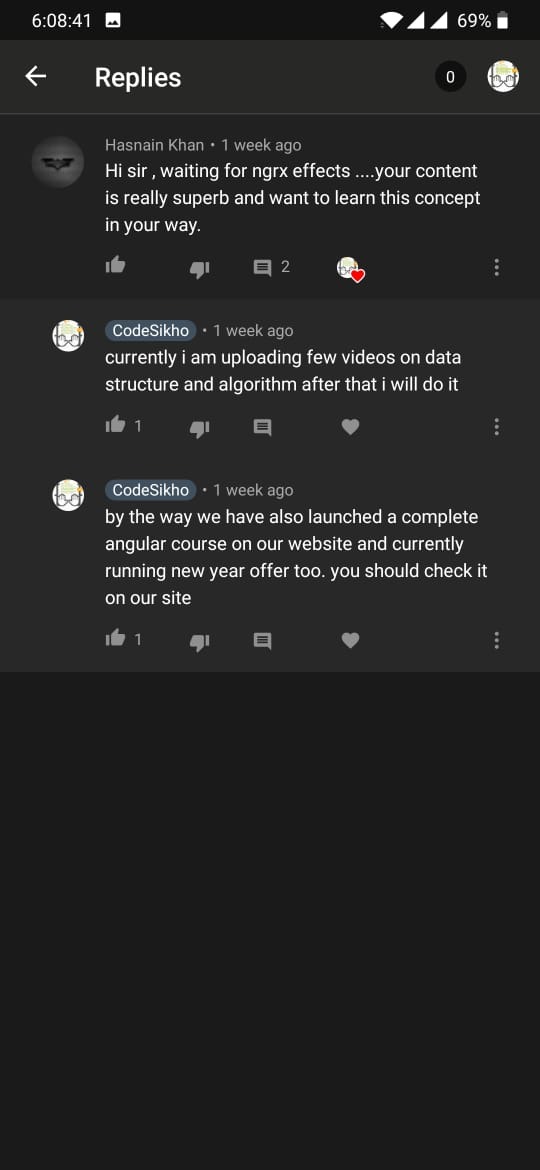 6:08:41 69%
Replies 0
Hasnain Khan • 1 week ago
Hi sir , waiting for ngrx effects ....your content
is really superb and want to learn this concept
in your way.
2
CodeSikho • 1 week ago
currently i am uploading few videos on data
structure and algorithm after that i will do it
1
CodeSikho • 1 week ago
by the way we have also launched a complete
angular course on our website and currently
running new year offer too. you should check it
on our site
1